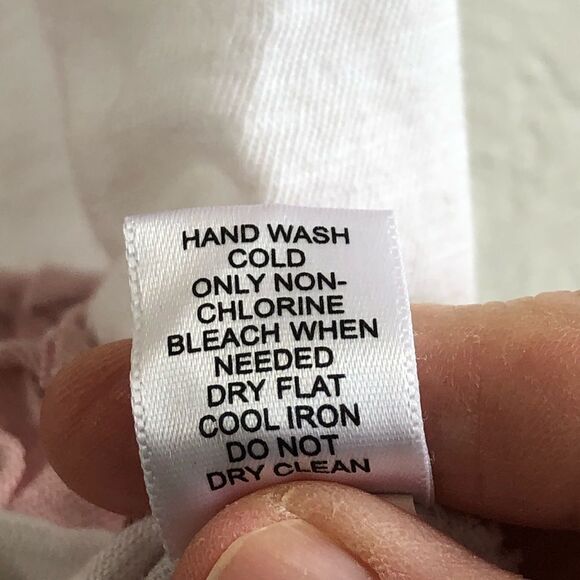 HAND WASH
COLD
ONLY NON-
CHLORINE
BLEACH WHEN
NEEDED
DRY FLAT
COOL IRON
DO NOT
DRY CLEAN